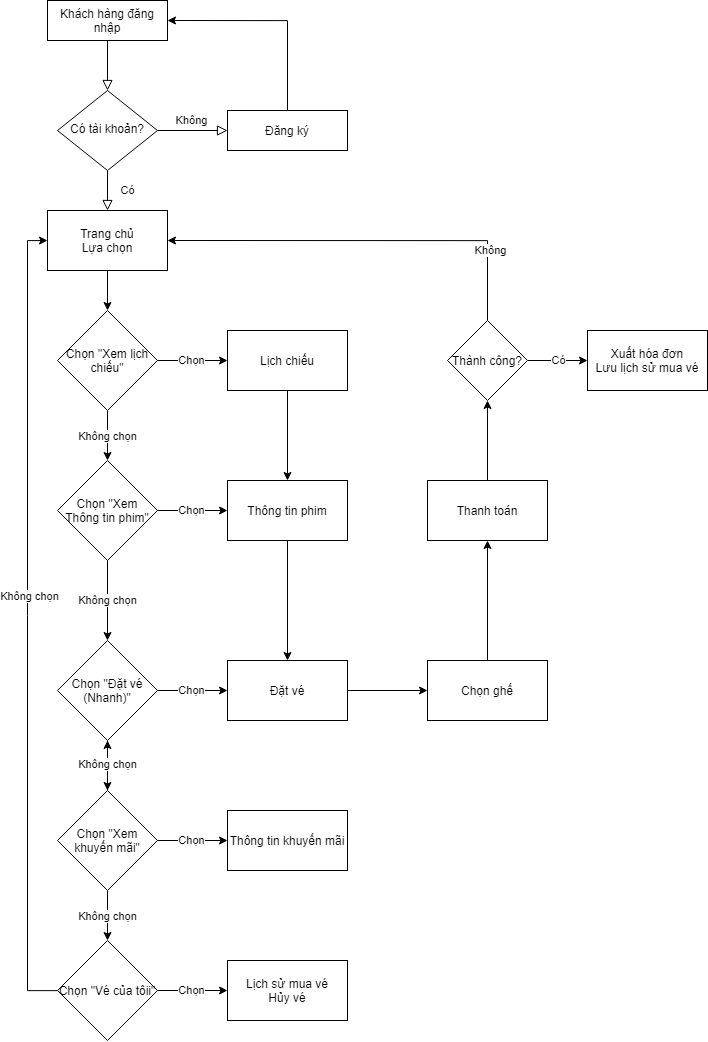 Khách hàng đăng
nhập
Có tài khoản?
Không
Đăng ký
Có
Trang chủ
Lựa chọn
Không
Chọn "Xem lịch
chiếu"
Chọn
Lịch chiếu
Thành công?
Có
Xuất hóa đơn
Lưu lịch sử mua vé
Không chọn
Chọn "Xem
Thông tin phim"
Chọn
Thông tin phim
Thanh toán
Không chọn
Không chọn
Chọn "Đặt vé
(Nhanh)"
Chọn
Đặt vé
Chọn ghế
Không chọn
Chọn "Xem
khuyến mãi"
Chọn
Thông tin khuyến mãi
Không chọn
Chọn "Vé của tôii"
Chọn
Lịch sử mua vé
Hủy vé